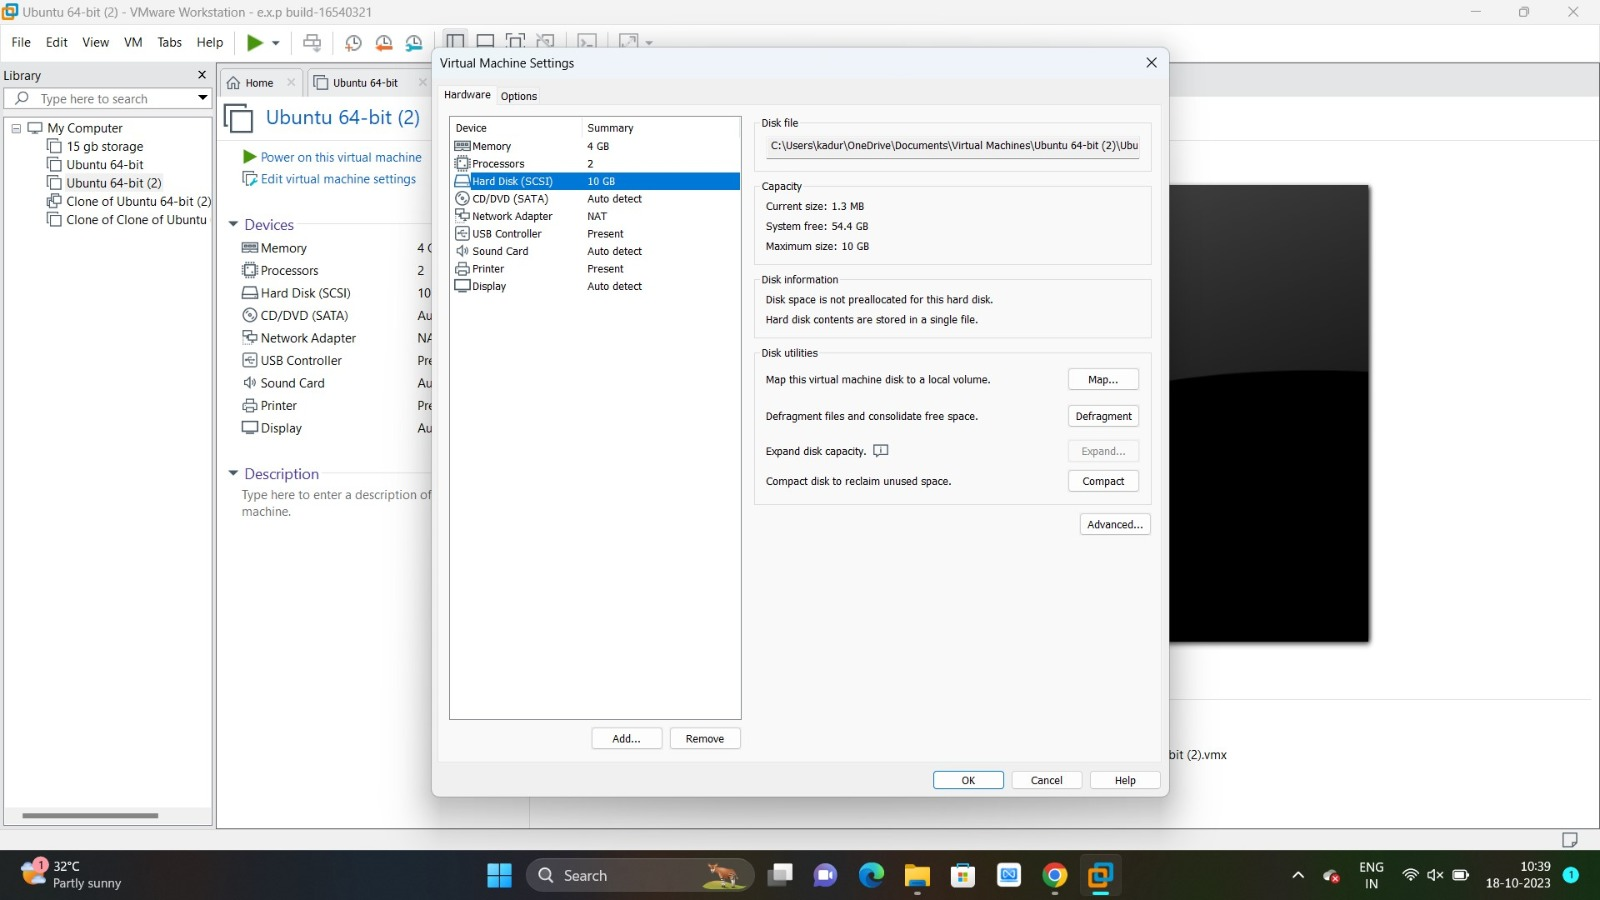 Ubuntu 64-bit (2) - VMware Workstation - e.x.p build-16540321
File Edit View VM Tabs Help
Library
Type here to search
My Computer
15 gb storage
Ubuntu 64-bit
Ubuntu 64-bit (2)
Clone of Ubuntu 64-bit (2)
Clone of Clone of Ubuntu
Home
Ubuntu 64-bit
Ubuntu 64-bit (2)
Power on this virtual machine
Edit virtual machine settings
Devices
Memory 4 G
Processors 2
Hard Disk (SCSI) 10
CD/DVD (SATA) Au
Network Adapter NA
USB Controller Pre
Sound Card Au
Printer Pre
Display Au
Description
Type here to enter a description of
machine.
Virtual Machine Settings
Hardware Options
Device Summary
Memory 4 GB
Processors 2
Hard Disk (SCSI) 10 GB
CD/DVD (SATA) Auto detect
Network Adapter NAT
USB Controller Present
Sound Card Auto detect
Printer Present
Display Auto detect
Add... Remove
Disk file
C:\Users\kadur\OneDrive\Documents\Virtual Machines\Ubuntu 64-bit (2)\Ubu
Capacity
Current size: 1.3 MB
System free: 54.4 GB
Maximum size: 10 GB
Disk information
Disk space is not preallocated for this hard disk.
Hard disk contents are stored in a single file.
Disk utilities
Map this virtual machine disk to a local volume. Map...
Defragment files and consolidate free space. Defragment
Expand disk capacity. Expand...
Compact disk to reclaim unused space. Compact
Advanced...
OK Cancel Help
bit (2).vmx
1
32°C
Partly sunny
Search
ENG
IN
10:39
18-10-2023
1